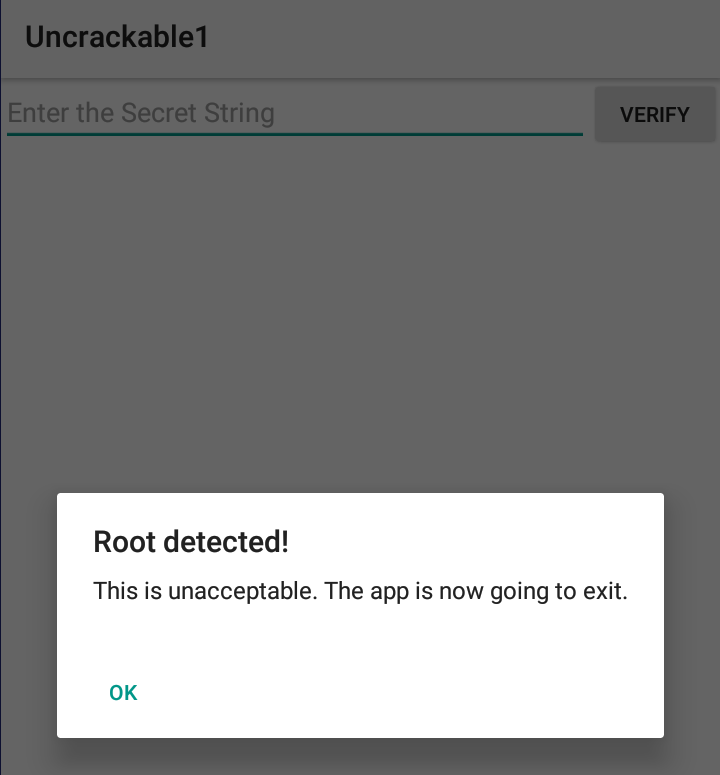 Uncrackable1
Enter the Secret String
VERIFY
Root detected!
This is unacceptable. The app is now going to exit.
OK